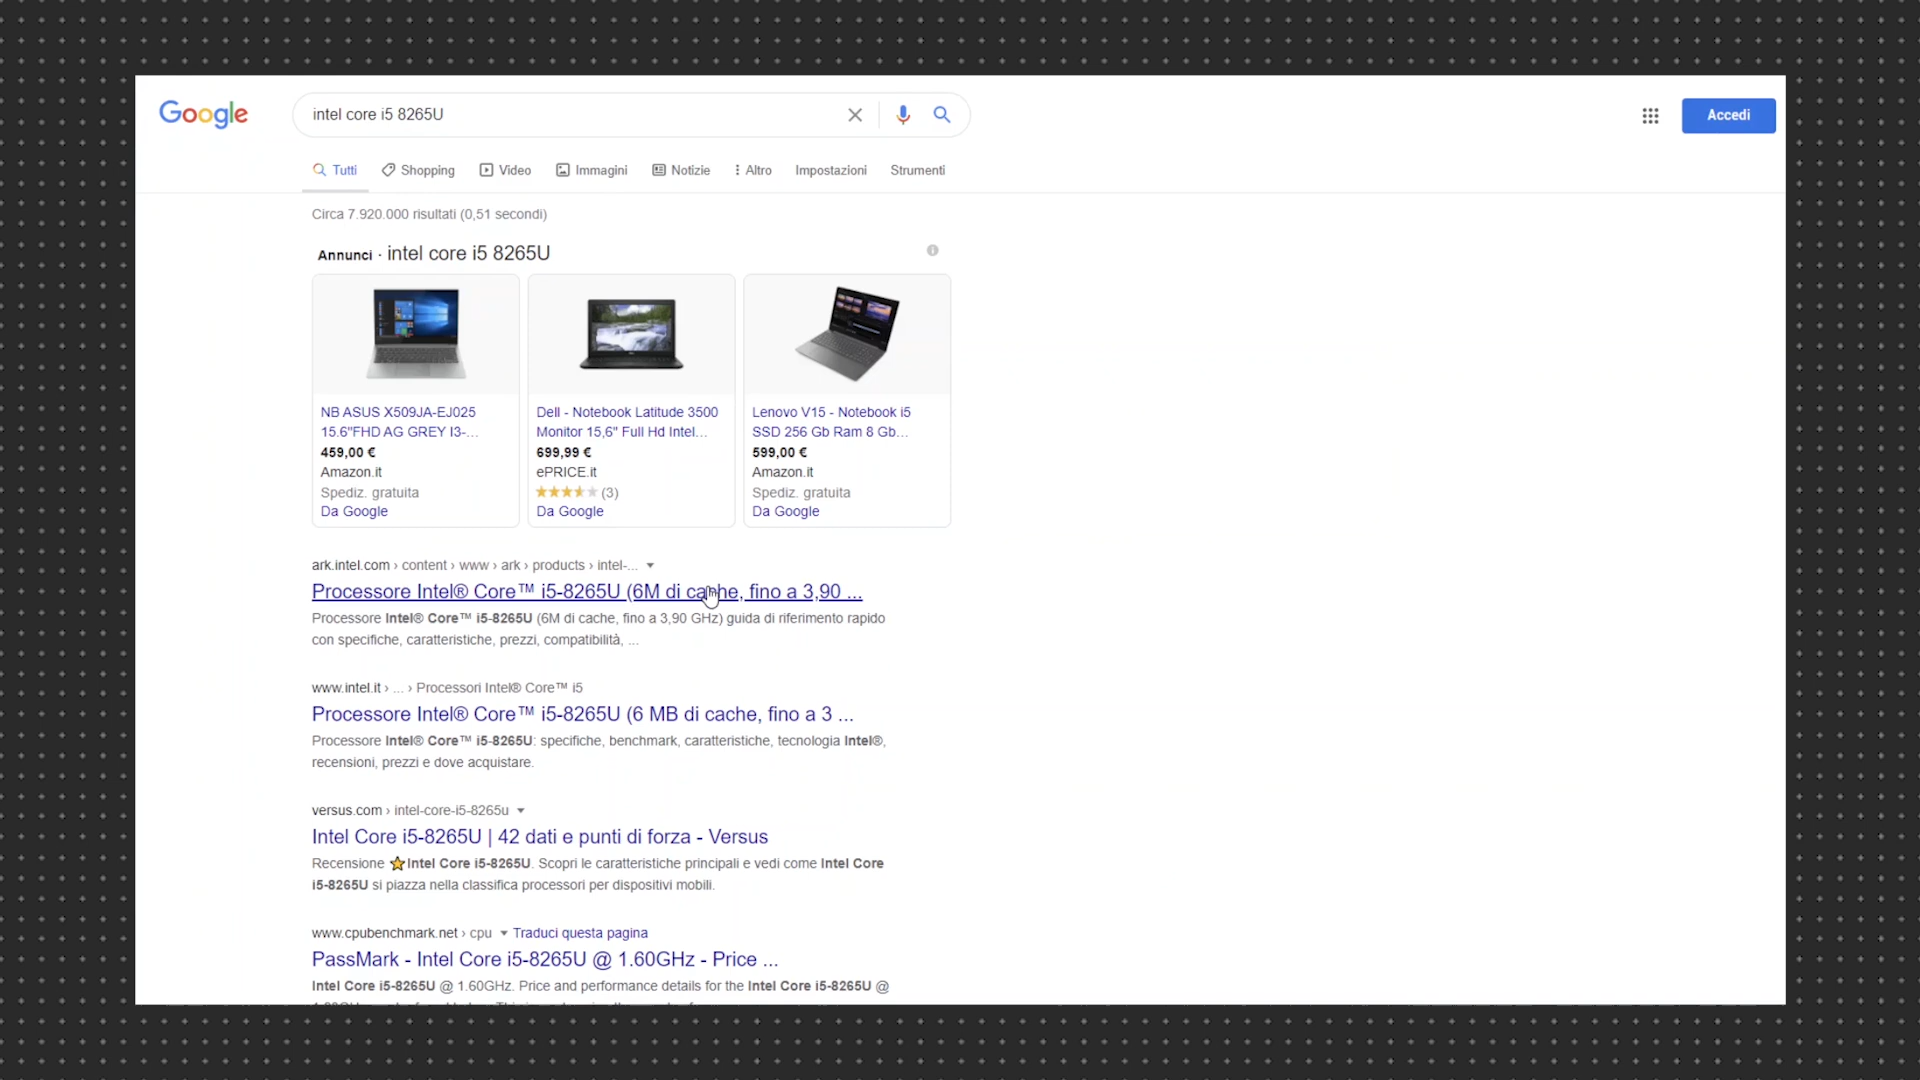 Google
intel core i5 8265U
Accedi
Tutti
Shopping
Video
Immagini
Notizie
Altro
Impostazioni
Strumenti
Circa 7.920.000 risultati (0,51 secondi)
Annunci · intel core i5 8265U
NB ASUS X509JA-EJ025
15.6"FHD AG GREY I3-...
459,00 €
Amazon.it
Spediz. gratuita
Da Google
Dell - Notebook Latitude 3500
Monitor 15,6" Full Hd Intel...
699,99 €
ePRICE.it
(3)
Da Google
Lenovo V15 - Notebook i5
SSD 256 Gb Ram 8 Gb...
599,00 €
Amazon.it
Spediz. gratuita
Da Google
ark.intel.com › content › www › ark › products › intel-...
Processore Intel® Core™ i5-8265U (6M di cache, fino a 3,90 ...
Processore Intel® Core™ i5-8265U (6M di cache, fino a 3,90 GHz) guida di riferimento rapido
con specifiche, caratteristiche, prezzi, compatibilità, ...
www.intel.it › ... › Processori Intel® Core™ i5
Processore Intel® Core™ i5-8265U (6 MB di cache, fino a 3 ...
Processore Intel® Core™ i5-8265U: specifiche, benchmark, caratteristiche, tecnologia Intel®,
recensioni, prezzi e dove acquistare.
versus.com › intel-core-i5-8265u
Intel Core i5-8265U | 42 dati e punti di forza - Versus
Recensione ⭐Intel Core i5-8265U. Scopri le caratteristiche principali e vedi come Intel Core
i5-8265U si piazza nella classifica processori per dispositivi mobili.
www.cpubenchmark.net › cpu Traduci questa pagina
PassMark - Intel Core i5-8265U @ 1.60GHz - Price ...
Intel Core i5-8265U @ 1.60GHz. Price and performance details for the Intel Core i5-8265U @